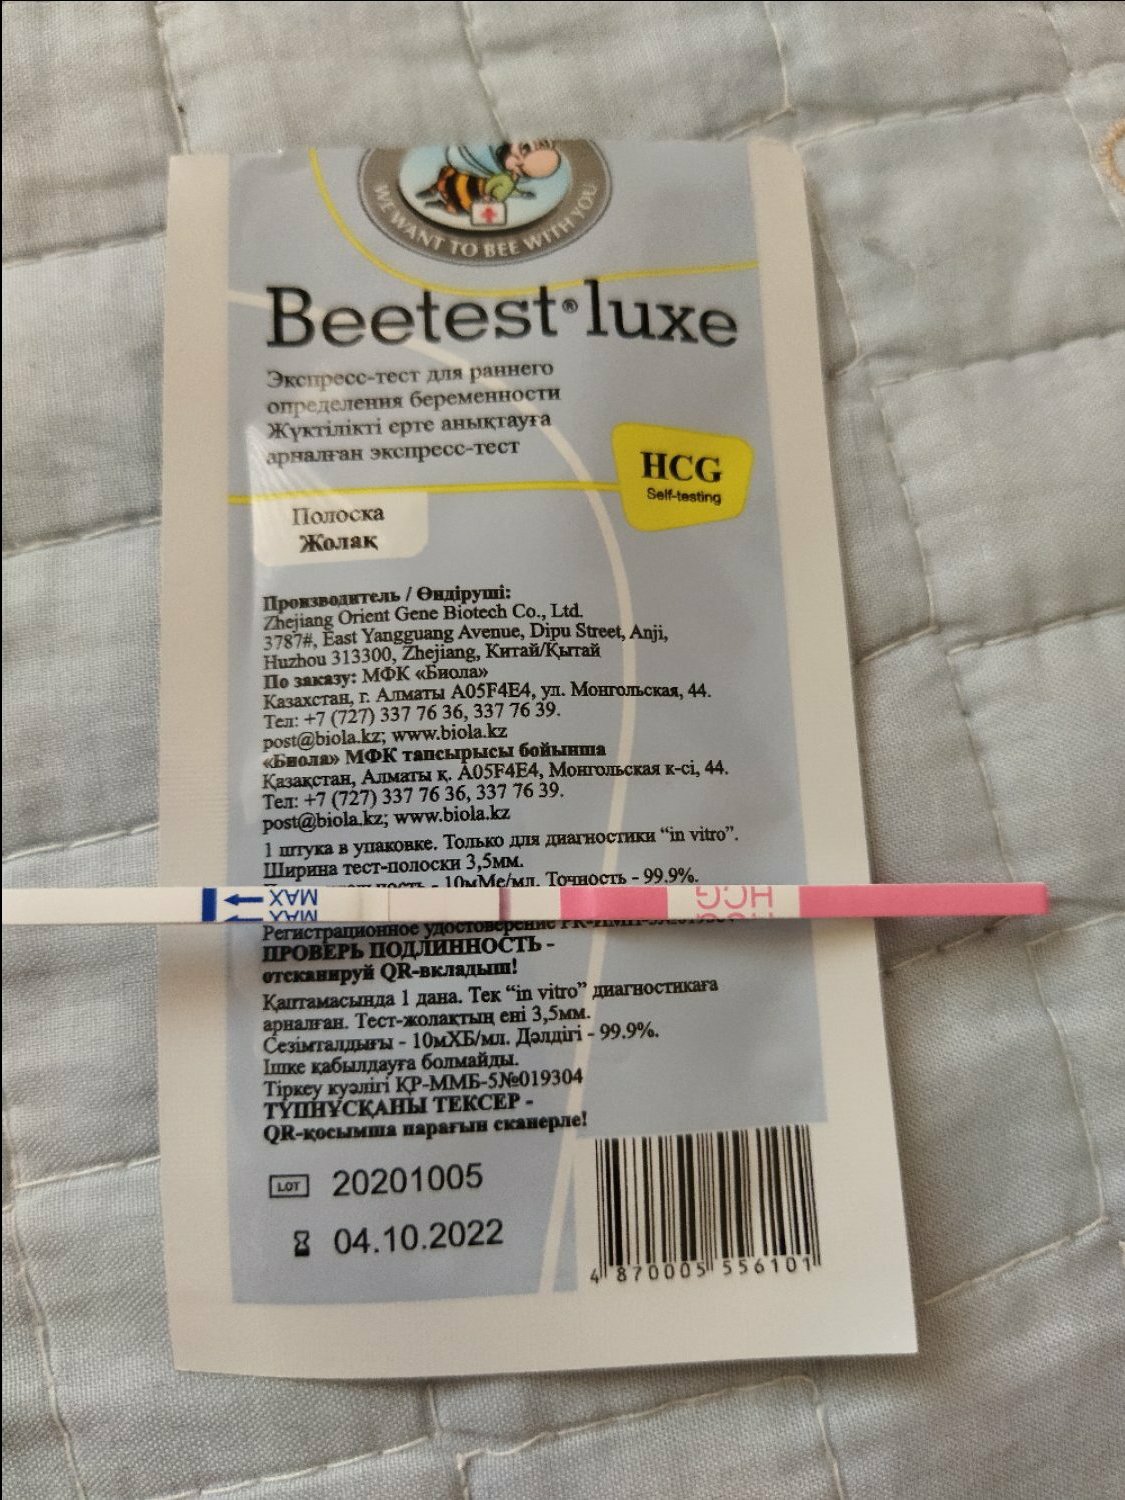 WE WANT TO BEE WITH YOU
Beetest® luxe
Экспресс-тест для раннего
определения беременности
Жүктілікті ерте анықтауға
арналған экспресс-тест
HCG
Self-testing
Полоска
Жолақ
Производитель / Өндіруші:
Zhejiang Orient Gene Biotech Co., Ltd.
3787#, East Yangguang Avenue, Dipu Street, Anji,
Huzhou 313300, Zhejiang, Китай/Қытай
По заказу: МФК «Биола»
Казахстан, г. Алматы A05F4E4, ул. Монгольская, 44.
Тел: +7 (727) 337 76 36, 337 76 39.
post@biola.kz; www.biola.kz
«Биола» МФК тапсырысы бойынша
Қазақстан, Алматы қ. A05F4E4, Монгольская к-сі, 44.
Тел: +7 (727) 337 76 36, 337 76 39.
post@biola.kz; www.biola.kz
1 штука в упаковке. Только для диагностики “in vitro”.
Ширина тест-полоски 3,5мм.
- 10мМе/мл. Точность - 99.9%.
MAX HCG
MAX HCG
Регистрационное удостоверение
ПРОВЕРЬ ПОДЛИННОСТЬ -
отсканируй QR-вкладыш!
Қаптамасында 1 дана. Тек “in vitro” диагностикаға
арналған. Тест-жолақтың ені 3,5мм.
Сезімталдығы - 10мХБ/мл. Дәлдігі - 99.9%.
Ішке қабылдауға болмайды.
Тіркеу куәлігі ҚР-ММБ-5№019304
ТҮПНҰСҚАНЫ ТЕКСЕР -
QR-қосымша парағын сканерле!
LOT 20201005
04.10.2022
4 870005 556101